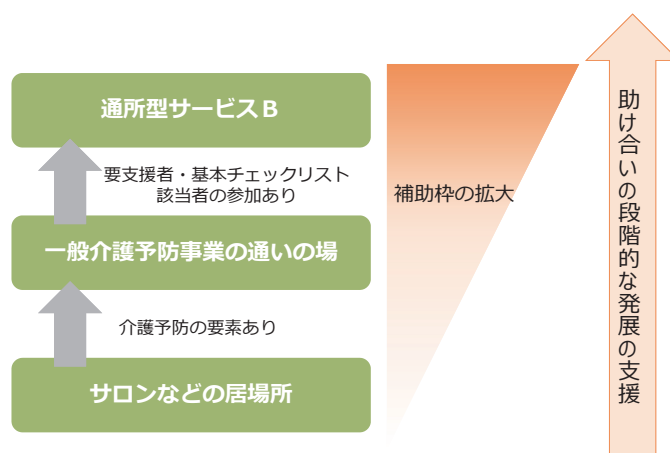 通所型サービスB
要支援者・基本チェックリスト
該当者の参加あり
一般介護予防事業の通いの場
介護予防の要素あり
サロンなどの居場所
補助枠の拡大
助け合いの段階的な発展の支援